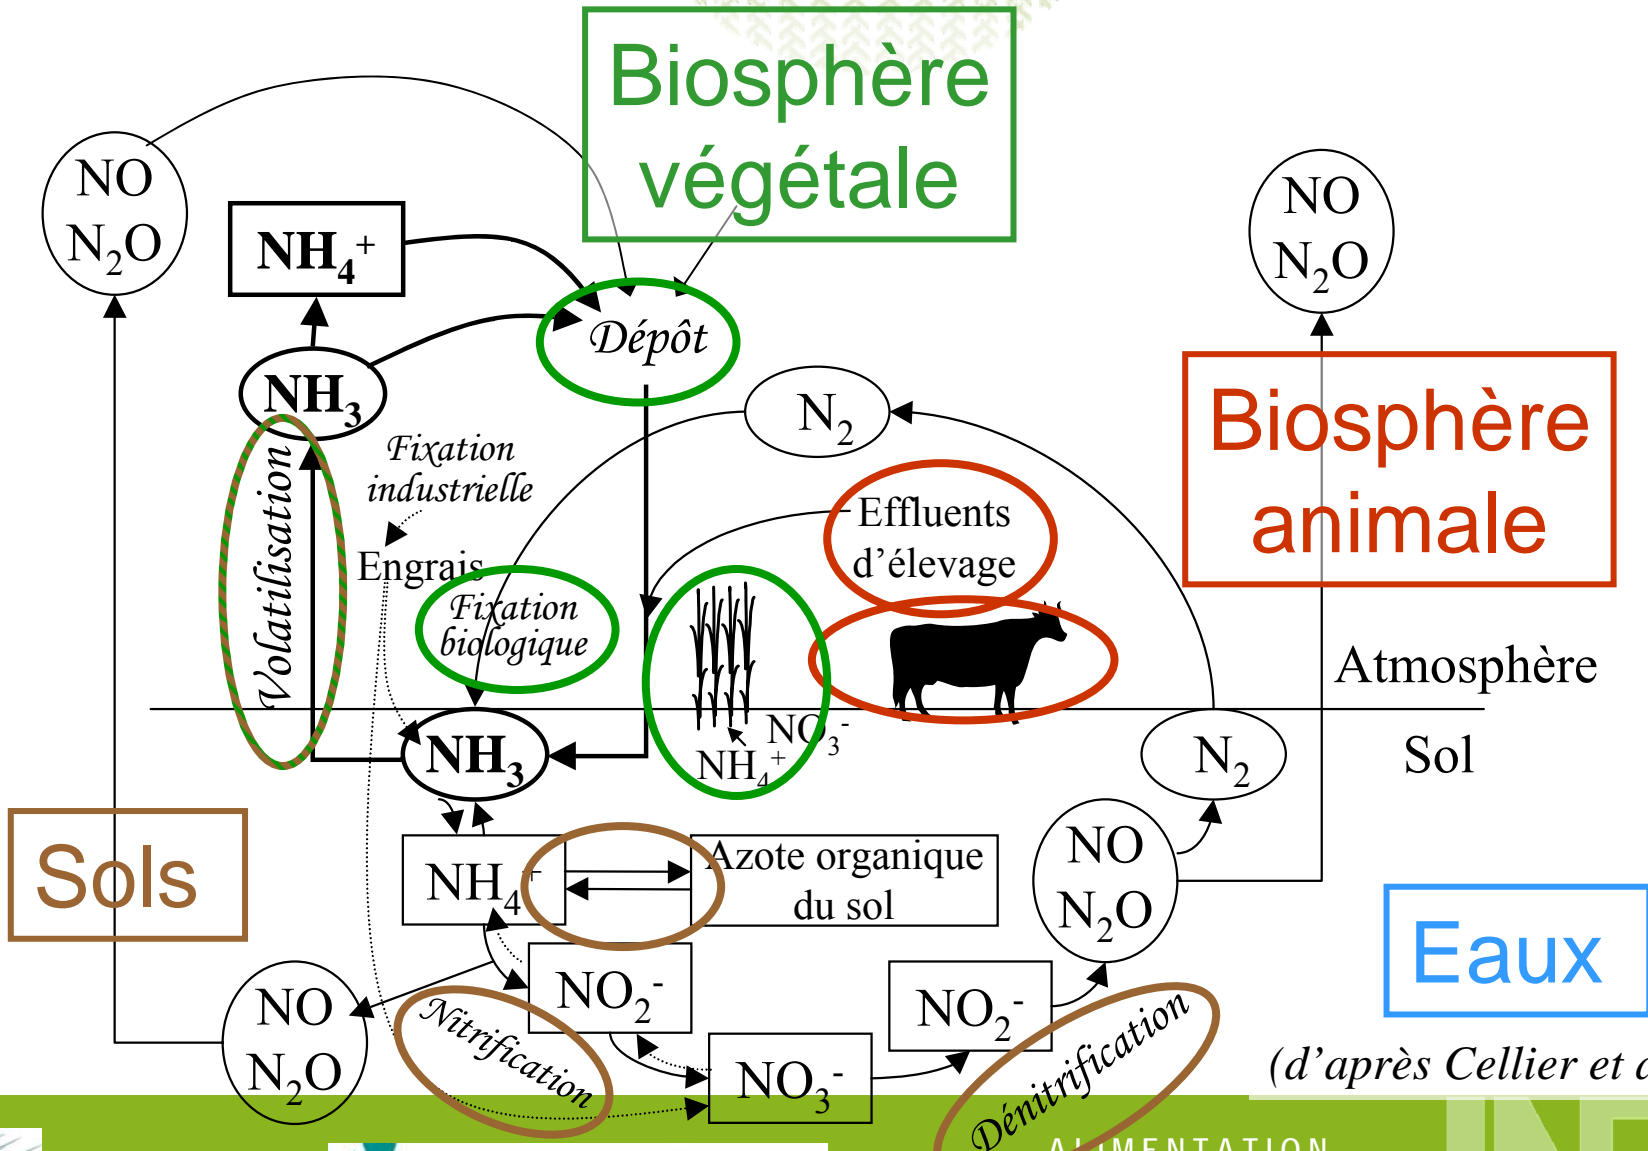 Biosphère
végétale
NO
N₂O
NH₄⁺
NO
N₂O
Dépôt
NH₃
N₂
Biosphère
animale
Fixation
industrielle
Volatilisation
Effluents
d’élevage
Engrais
Fixation
biologique
Atmosphère
NO₃⁻
NH₄⁺
NH₃
N₂
Sol
Sols
NH₄⁺
Azote organique
du sol
NO
N₂O
Eaux
NO
N₂O
Nitrification
NO₂⁻
NO₂⁻
NO₃⁻
Dénitrification
(d’après Cellier et
ALIMENTATION